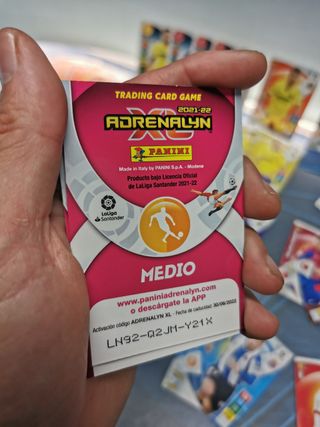 TRADING CARD GAME
2021-22
ADRENALYN
XL
PANINI
Made in Italy by PANINI S.p.A. - Modena
Producto bajo Licencia Oficial
de LaLiga Santander 2021-22
LaLiga
Santander
MEDIO
www.paniniadrenalyn.com
o descárgate la APP
Activación código ADRENALYN XL - Fecha de caducidad: 30/06/2022
LN92-Q2JM-Y21X